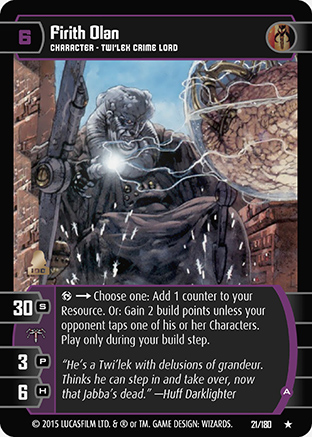 6
Firith Olan
CHARACTER - TWI'LEK CRIME LORD
30 S
3 P
6 H
→ Choose one: Add 1 counter to your
Resource. Or: Gain 2 build points unless your
opponent taps one of his or her Characters.
Play only during your build step.
"He's a Twi'lek with delusions of grandeur.
Thinks he can step in and take over, now
that Jabba's dead." —Huff Darklighter
A
© 2015 LUCASFILM LTD. & ® or TM. GAME DESIGN: WIZARDS.
21/180 ★